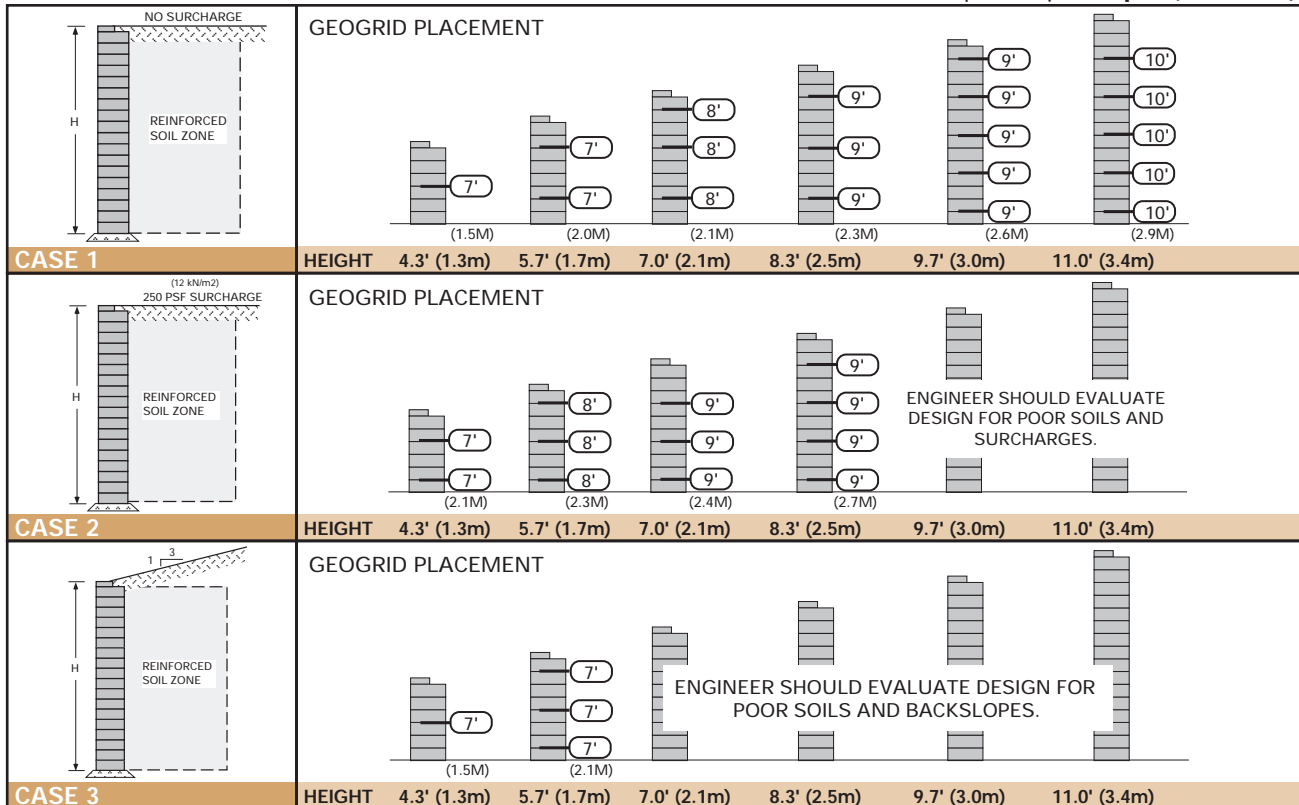 NO SURCHARGE
H
REINFORCED
SOIL ZONE
CASE 1
GEOGRID PLACEMENT
7'
7'
7'
8'
8'
8'
9'
9'
9'
9'
9'
9'
9'
9'
10'
10'
10'
10'
10'
(1.5M) (2.0M) (2.1M) (2.3M) (2.6M) (2.9M)
HEIGHT 4.3' (1.3m) 5.7' (1.7m) 7.0' (2.1m) 8.3' (2.5m) 9.7' (3.0m) 11.0' (3.4m)
(12 kN/m2)
250 PSF SURCHARGE
H
REINFORCED
SOIL ZONE
CASE 2
GEOGRID PLACEMENT
7'
7'
8'
8'
8'
9'
9'
9'
9'
9'
9'
9'
ENGINEER SHOULD EVALUATE
DESIGN FOR POOR SOILS AND
SURCHARGES.
(2.1M) (2.3M) (2.4M) (2.7M)
HEIGHT 4.3' (1.3m) 5.7' (1.7m) 7.0' (2.1m) 8.3' (2.5m) 9.7' (3.0m) 11.0' (3.4m)
3
1
H
REINFORCED
SOIL ZONE
CASE 3
GEOGRID PLACEMENT
7'
7'
7'
7'
ENGINEER SHOULD EVALUATE DESIGN FOR
POOR SOILS AND BACKSLOPES.
(1.5M) (2.1M)
HEIGHT 4.3' (1.3m) 5.7' (1.7m) 7.0' (2.1m) 8.3' (2.5m) 9.7' (3.0m) 11.0' (3.4m)